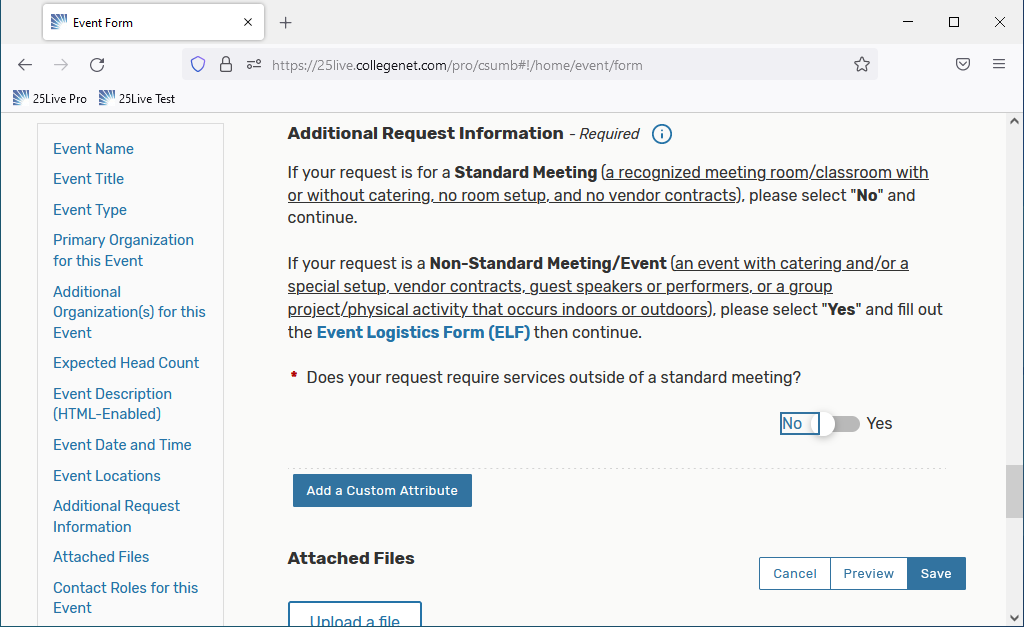 Event Form
https://25live.collegenet.com/pro/csumb#!/home/event/form
25Live Pro
25Live Test
Event Name
Event Title
Event Type
Primary Organization
for this Event
Additional
Organization(s) for this
Event
Expected Head Count
Event Description
(HTML-Enabled)
Event Date and Time
Event Locations
Additional Request
Information
Attached Files
Contact Roles for this
Event
Additional Request Information - Required
If your request is for a Standard Meeting (a recognized meeting room/classroom with
or without catering, no room setup, and no vendor contracts), please select "No" and
continue.
If your request is a Non-Standard Meeting/Event (an event with catering and/or a
special setup, vendor contracts, guest speakers or performers, or a group
project/physical activity that occurs indoors or outdoors), please select "Yes" and fill out
the Event Logistics Form (ELF) then continue.
* Does your request require services outside of a standard meeting?
No Yes
Add a Custom Attribute
Attached Files
Cancel Preview Save
Upload a file